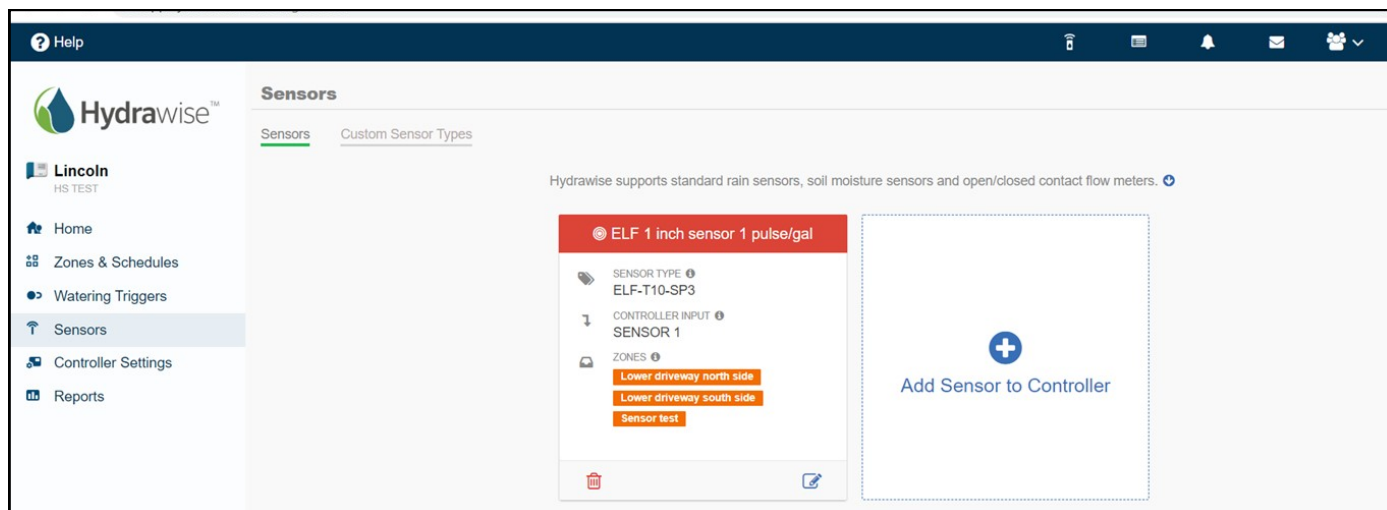 Help
Hydrawise™
Lincoln
HS TEST
Home
Zones & Schedules
Watering Triggers
Sensors
Controller Settings
Reports
Sensors
Sensors Custom Sensor Types
Hydrawise supports standard rain sensors, soil moisture sensors and open/closed contact flow meters.
ELF 1 inch sensor 1 pulse/gal
SENSOR TYPE
ELF-T10-SP3
CONTROLLER INPUT
SENSOR 1
ZONES
Lower driveway north side
Lower driveway south side
Sensor test
Add Sensor to Controller